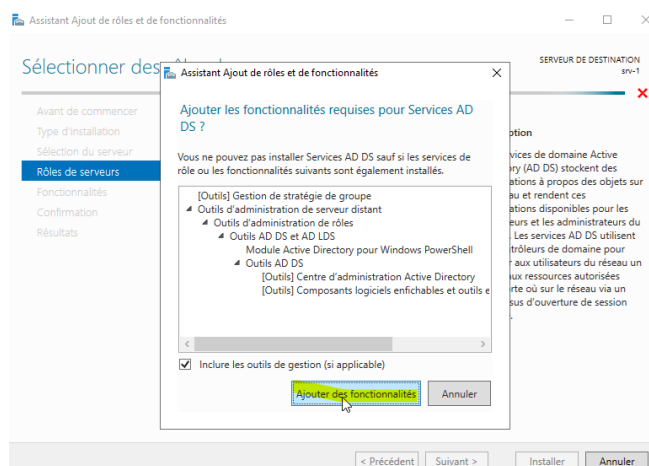 Assistant Ajout de rôles et de fonctionnalités
Sélectionner des
SERVEUR DE DESTINATION
srv-1
Avant de commencer
Type d'installation
Sélection du serveur
Rôles de serveurs
Fonctionnalités
Confirmation
Résultats
Assistant Ajout de rôles et de fonctionnalités
Ajouter les fonctionnalités requises pour Services AD
DS ?
Vous ne pouvez pas installer Services AD DS sauf si les services de
rôle ou les fonctionnalités suivants sont également installés.
[Outils] Gestion de stratégie de groupe
Outils d'administration de serveur distant
Outils d'administration de rôles
Outils AD DS et AD LDS
Module Active Directory pour Windows PowerShell
Outils AD DS
[Outils] Centre d'administration Active Directory
[Outils] Composants logiciels enfichables et outils e
Inclure les outils de gestion (si applicable)
Ajouter des fonctionnalités
Annuler
ption
vices de domaine Active
ory (AD DS) stockent des
ations à propos des objets sur
au et rendent ces
ations disponibles pour les
eurs et les administrateurs du
. Les services AD DS utilisent
trôleurs de domaine pour
r aux utilisateurs du réseau un
aux ressources autorisées
rte où sur le réseau via un
sus d'ouverture de session
.
< Précédent
Suivant >
Installer
Annuler